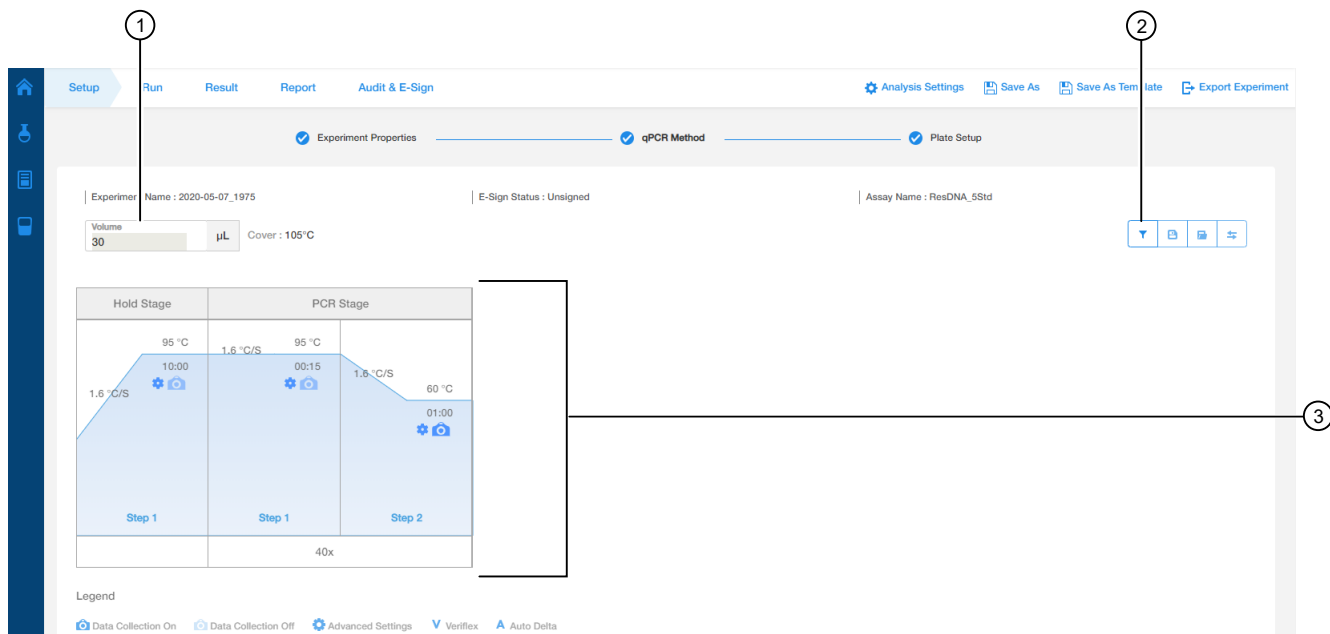 1
2
Setup Run Result Report Audit & E-Sign Analysis Settings Save As Save As Template Export Experiment
Experiment Properties qPCR Method Plate Setup
Experiment Name : 2020-05-07_1975 E-Sign Status : Unsigned Assay Name : ResDNA_5Std
Volume
30 µL Cover : 105°C
Hold Stage PCR Stage
95 °C 95 °C
1.6 °C/S
10:00 00:15
1.6 °C/S
60 °C
1.6 °C/S
01:00
3
Step 1 Step 1 Step 2
40x
Legend
Data Collection On Data Collection Off Advanced Settings V Veriflex A Auto Delta